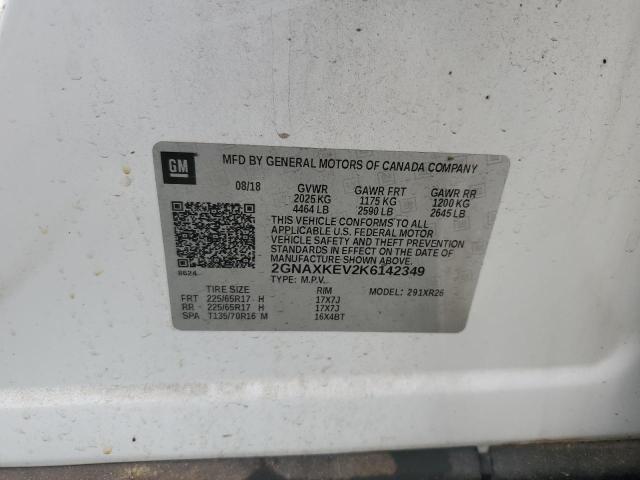 GM
MFD BY GENERAL MOTORS OF CANADA COMPANY
08/18 GVWR GAWR FRT GAWR RR
2025 KG 1175 KG 1200 KG
4464 LB 2590 LB 2645 LB
THIS VEHICLE CONFORMS TO ALL
APPLICABLE U.S. FEDERAL MOTOR
VEHICLE SAFETY, BUMPER, AND THEFT PREVENTION
STANDARDS IN EFFECT ON THE DATE OF
MANUFACTURE SHOWN ABOVE.
8624 2GNAXKEV2K6142349
TYPE: M.P.V.
TIRE SIZE RIM MODEL: 291XR26
FRT 225/65R17 H 17X7J
RR 225/65R17 H 17X7J
SPA T135/70R16 M 16X4BT